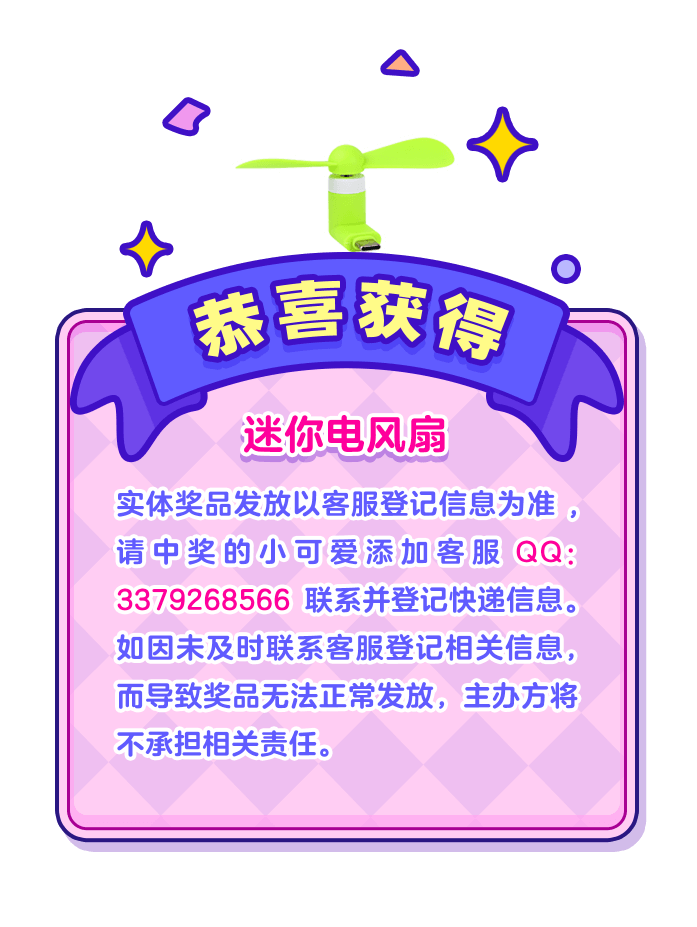 恭喜获得
迷你电风扇
实体奖品发放以客服登记信息为准，
请中奖的小可爱添加客服 QQ：
3379268566 联系并登记快递信息。
如因未及时联系客服登记相关信息，
而导致奖品无法正常发放，主办方将
不承担相关责任。